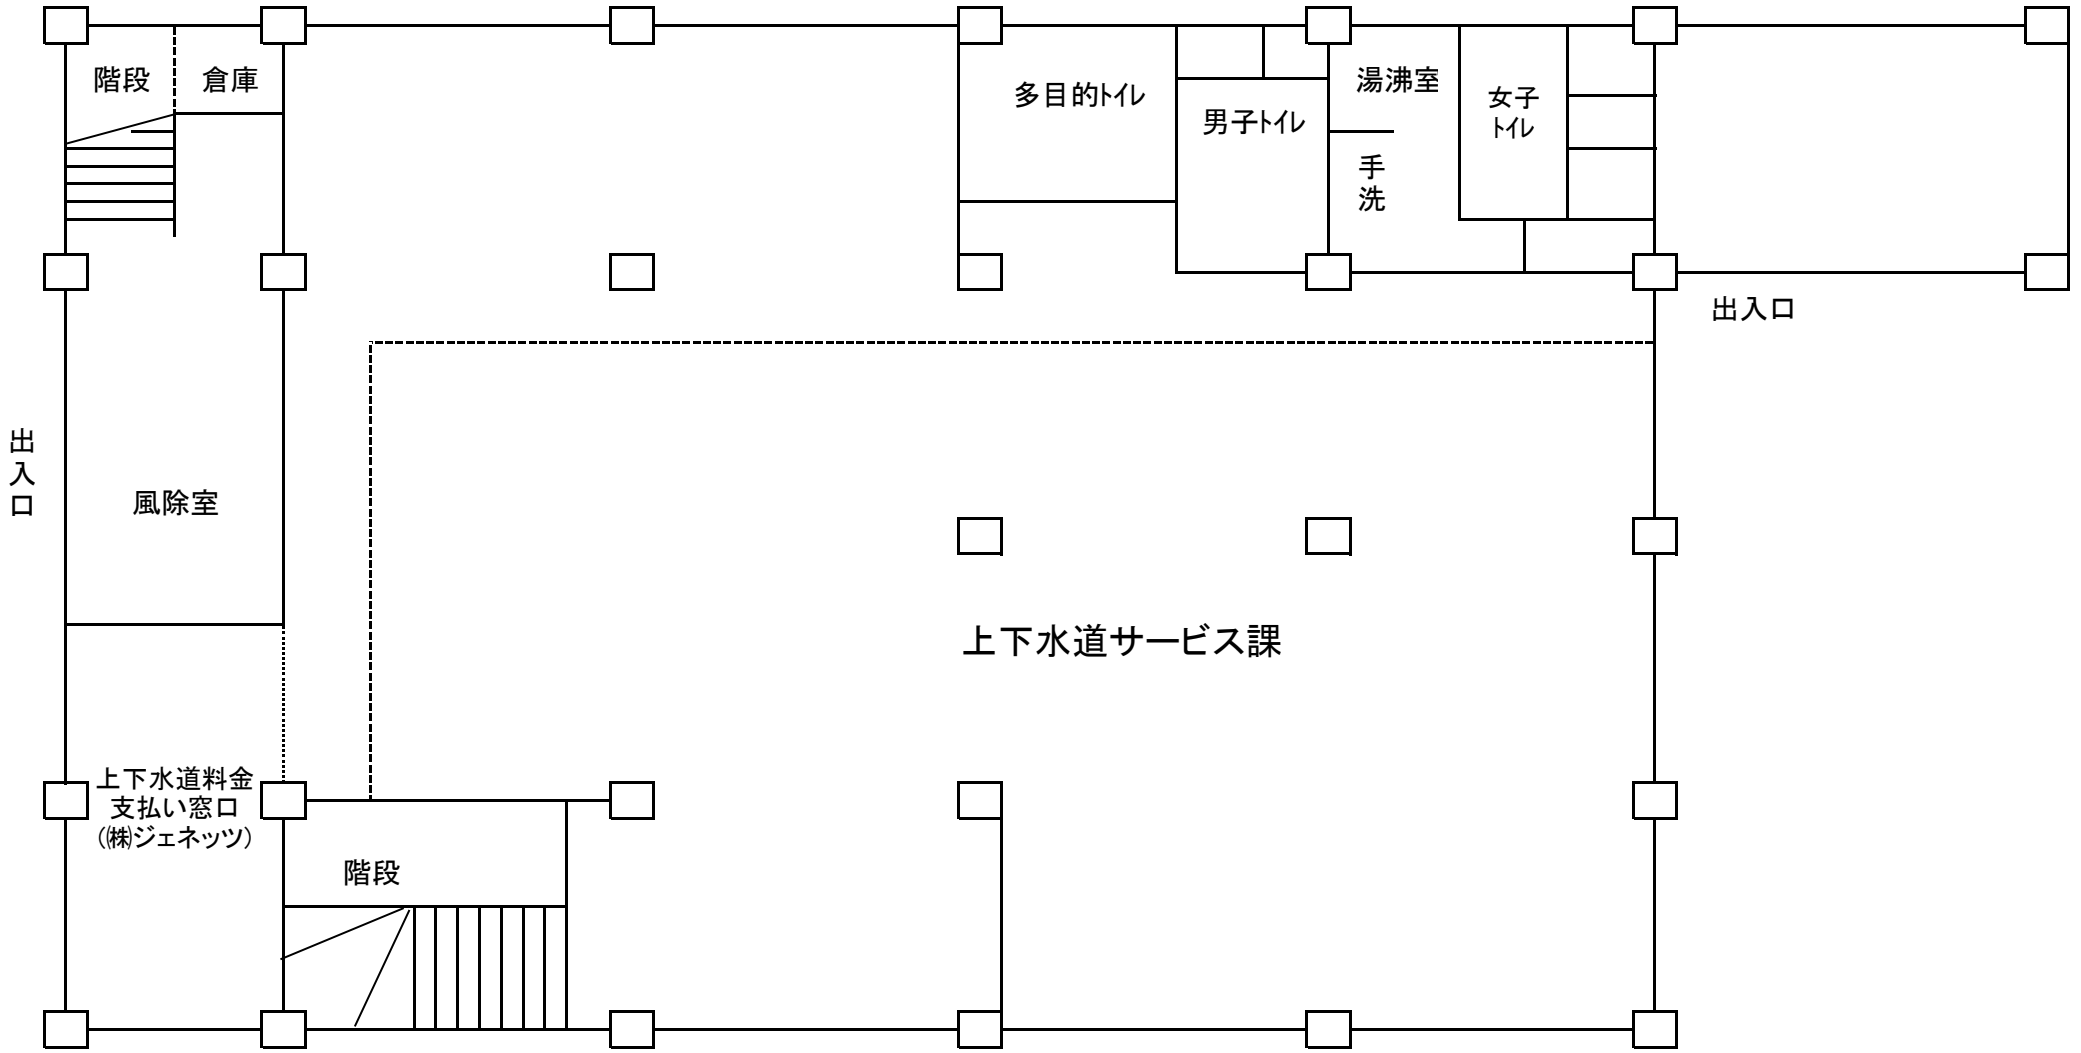 階段
倉庫
多目的ﾄｲﾚ
男子ﾄｲﾚ
湯沸室
女子
ﾄｲﾚ
手
洗
出入口
出
入
口
風除室
上下水道サービス課
上下水道料金
支払い窓口
(㈱ジェネッツ)
階段